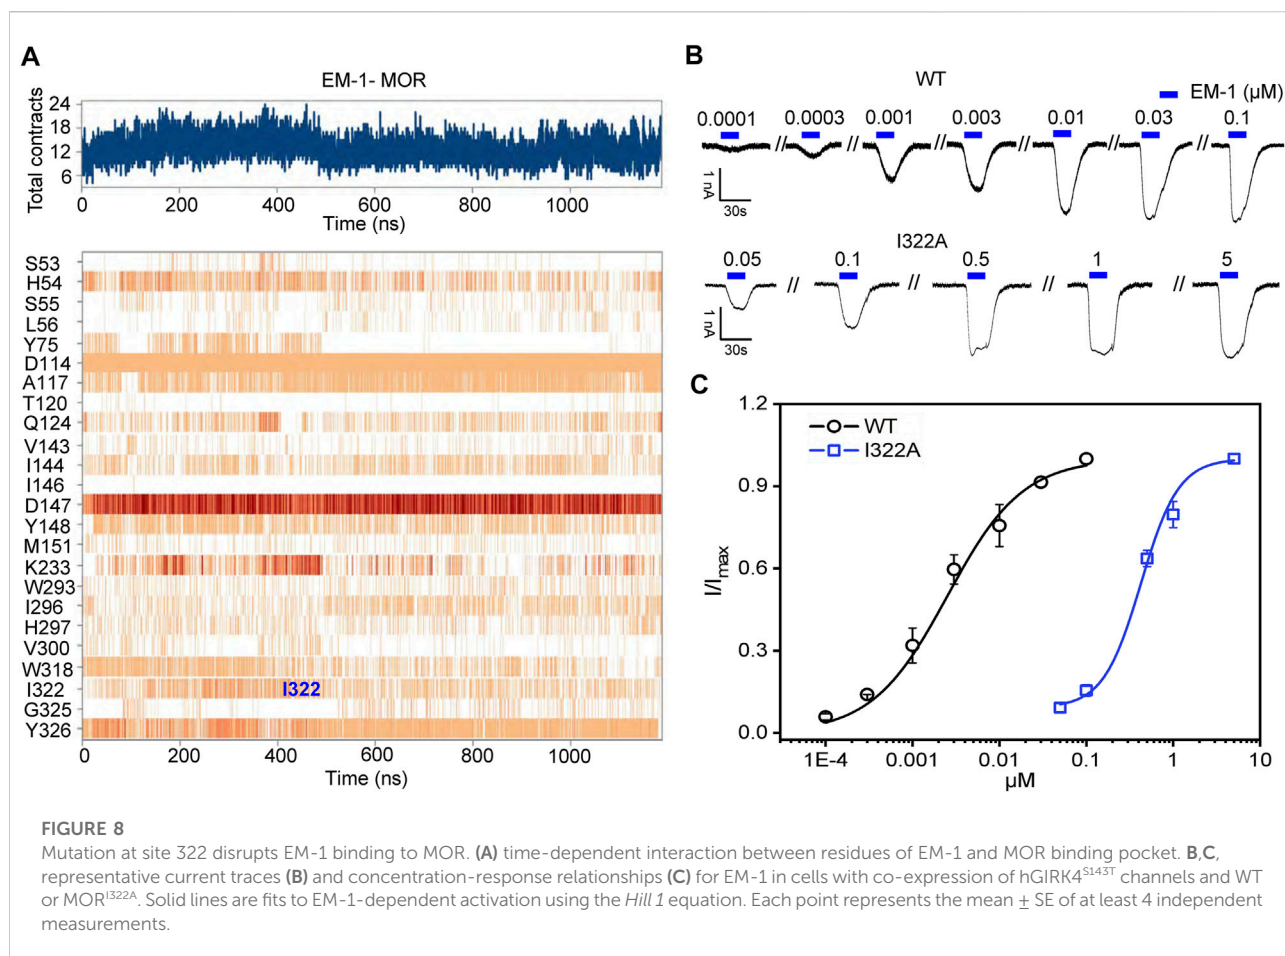 A
EM-1- MOR
Total contracts
24
18
12
6
0 200 400 600 800 1000
Time (ns)
S53
H54
S55
L56
Y75
D114
A117
T120
Q124
V143
I144
I146
D147
Y148
M151
K233
W293
I296
H297
V300
W318
I322 I322
G325
Y326
0 200 400 600 800 1000
Time (ns)
B
WT
EM-1 (µM)
0.0001 0.0003 0.001 0.003 0.01 0.03 0.1
// // // // // //
1 nA
30s
I322A
0.05 0.1 0.5 1 5
// // // //
1 nA
30s
C
WT
I322A
I/Imax
1.2
0.9
0.6
0.3
0.0
1E-4 0.001 0.01 0.1 1 10
µM
FIGURE 8
Mutation at site 322 disrupts EM-1 binding to MOR. (A) time-dependent interaction between residues of EM-1 and MOR binding pocket. B,C,
representative current traces (B) and concentration-response relationships (C) for EM-1 in cells with co-expression of hGIRK4S143T channels and WT
or MORI322A. Solid lines are fits to EM-1-dependent activation using the Hill 1 equation. Each point represents the mean ± SE of at least 4 independent
measurements.